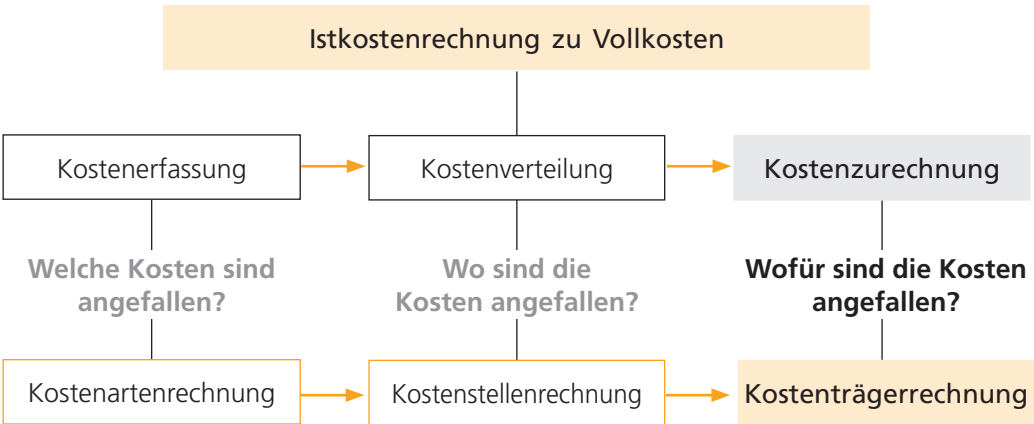 Istkostenrechnung zu Vollkosten
Kostenerfassung
Kostenverteilung
Kostenzurechnung
Welche Kosten sind
angefallen?
Wo sind die
Kosten angefallen?
Wofür sind die Kosten
angefallen?
Kostenartenrechnung
Kostenstellenrechnung
Kostenträgerrechnung